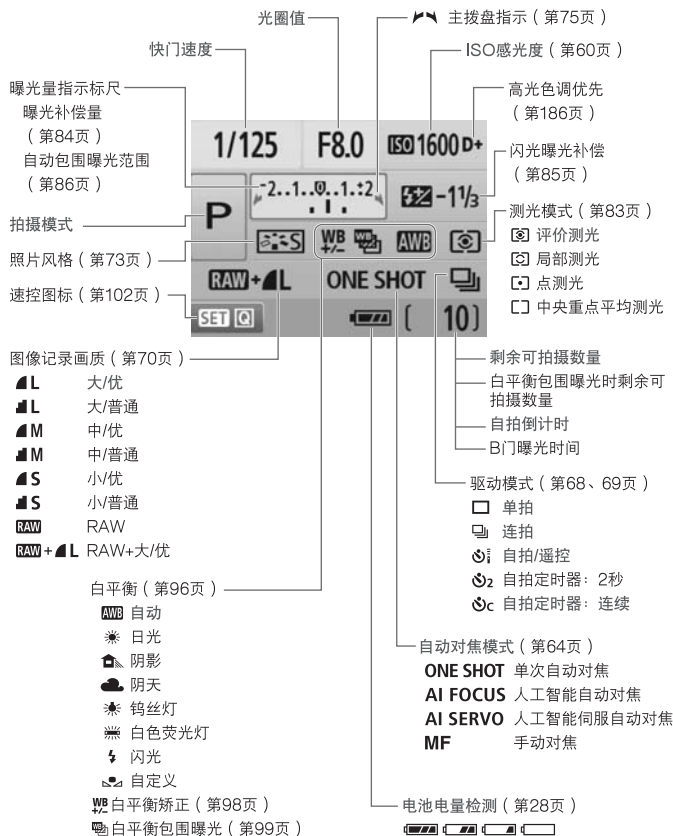 光圈值
主拨盘指示（第75页）
快门速度
ISO感光度（第60页）
曝光量指示标尺
曝光补偿量
（第84页）
自动包围曝光范围
（第86页）
高光色调优先
（第186页）
1/125 F8.0 ISO 1600 D+
闪光曝光补偿
（第85页）
-2..1..0..1.:2
-1 1/3
拍摄模式
P
测光模式（第83页）
评价测光
局部测光
点测光
中央重点平均测光
照片风格（第73页）
S WB +/- WB AWB
RAW+L ONE SHOT
速控图标（第102页）
SET Q [ 10]
图像记录画质（第70页）
L 大/优
L 大/普通
M 中/优
M 中/普通
S 小/优
S 小/普通
RAW RAW
RAW+L RAW+大/优
剩余可拍摄数量
白平衡包围曝光时剩余可
拍摄数量
自拍倒计时
B门曝光时间
驱动模式（第68、69页）
单拍
连拍
自拍/遥控
2 自拍定时器：2秒
C 自拍定时器：连续
白平衡（第96页）
AWB 自动
日光
阴影
阴天
钨丝灯
白色荧光灯
闪光
自定义
WB +/- 白平衡矫正（第98页）
WB 白平衡包围曝光（第99页）
自动对焦模式（第64页）
ONE SHOT 单次自动对焦
AI FOCUS 人工智能自动对焦
AI SERVO 人工智能伺服自动对焦
MF 手动对焦
电池电量检测（第28页）